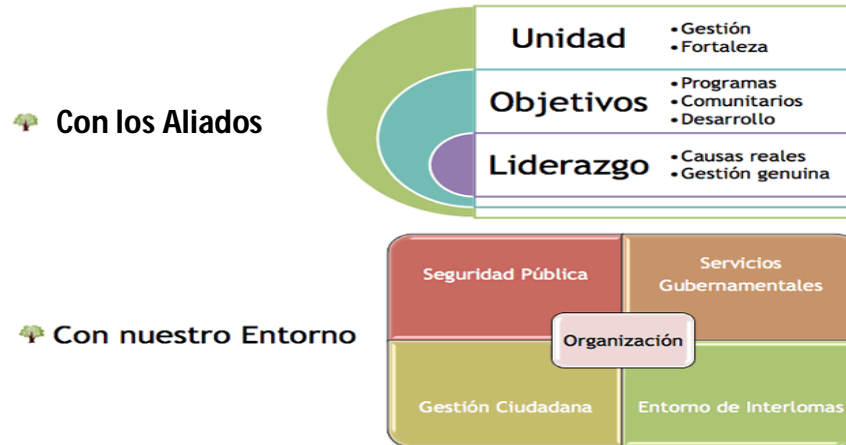 Con los Aliados
Unidad
•Gestión
•Fortaleza
Objetivos
•Programas
•Comunitarios
•Desarrollo
Liderazgo
•Causas reales
•Gestión genuina
Con nuestro Entorno
Seguridad Pública
Servicios
Gubernamentales
Organización
Gestión Ciudadana
Entorno de Interlomas